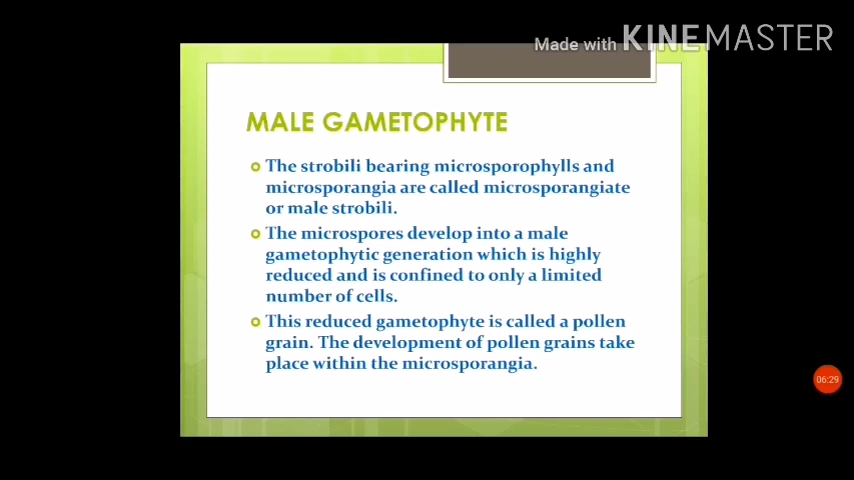 Made with KINEMASTER
MALE GAMETOPHYTE
The strobili bearing microsporophylls and
microsporangia are called microsporangiate
or male strobili.
The microspores develop into a male
gametophytic generation which is highly
reduced and is confined to only a limited
number of cells.
This reduced gametophyte is called a pollen
grain. The development of pollen grains take
place within the microsporangia.
06:29